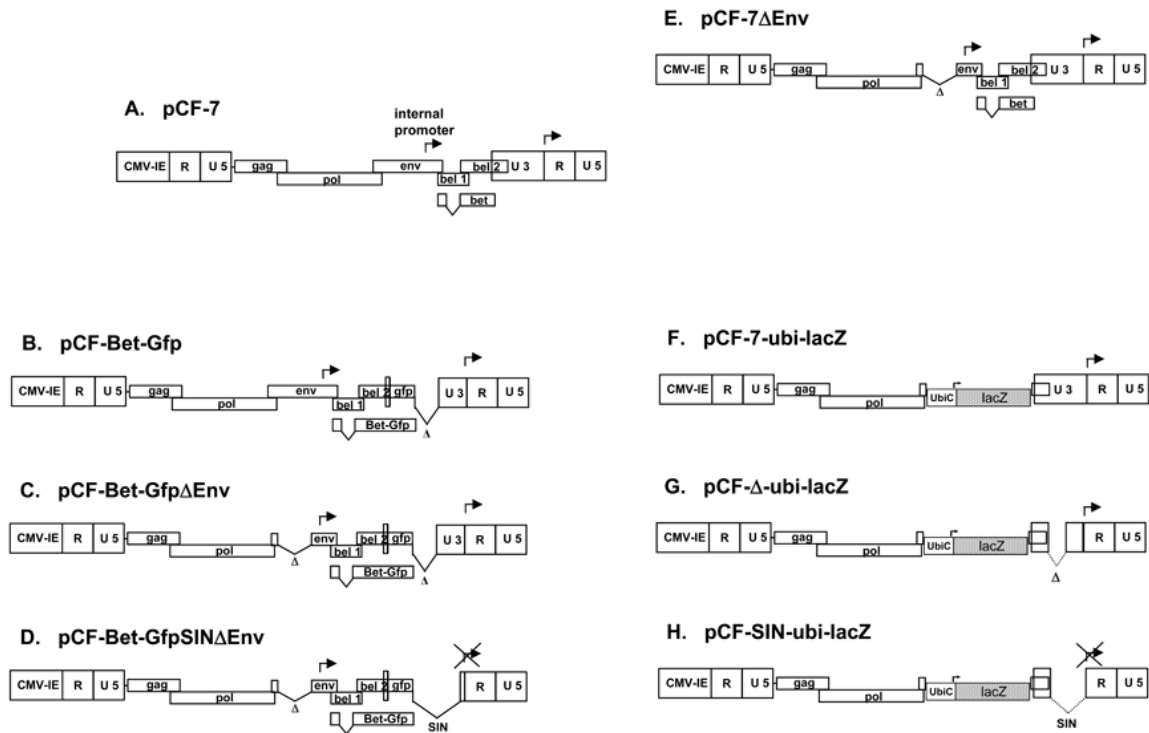 A. pCF-7
internal
promoter
CMV-IE R U 5 gag pol env bel 1 bel 2 U 3 R U 5
bet
B. pCF-Bet-Gfp
CMV-IE R U 5 gag pol env bel 1 bel 2 gfp U 3 R U 5
Bet-Gfp Δ
C. pCF-Bet-GfpΔEnv
CMV-IE R U 5 gag pol env bel 1 bel 2 gfp U 3 R U 5
Δ Bet-Gfp Δ
D. pCF-Bet-GfpSINΔEnv
CMV-IE R U 5 gag pol env bel 1 bel 2 gfp R U 5
Δ Bet-Gfp SIN
E. pCF-7ΔEnv
CMV-IE R U 5 gag pol env bel 1 bel 2 U 3 R U 5
Δ bet
F. pCF-7-ubi-lacZ
CMV-IE R U 5 gag pol UbiC lacZ U 3 R U 5
G. pCF-Δ-ubi-lacZ
CMV-IE R U 5 gag pol UbiC lacZ R U 5
Δ
H. pCF-SIN-ubi-lacZ
CMV-IE R U 5 gag pol UbiC lacZ R U 5
SIN